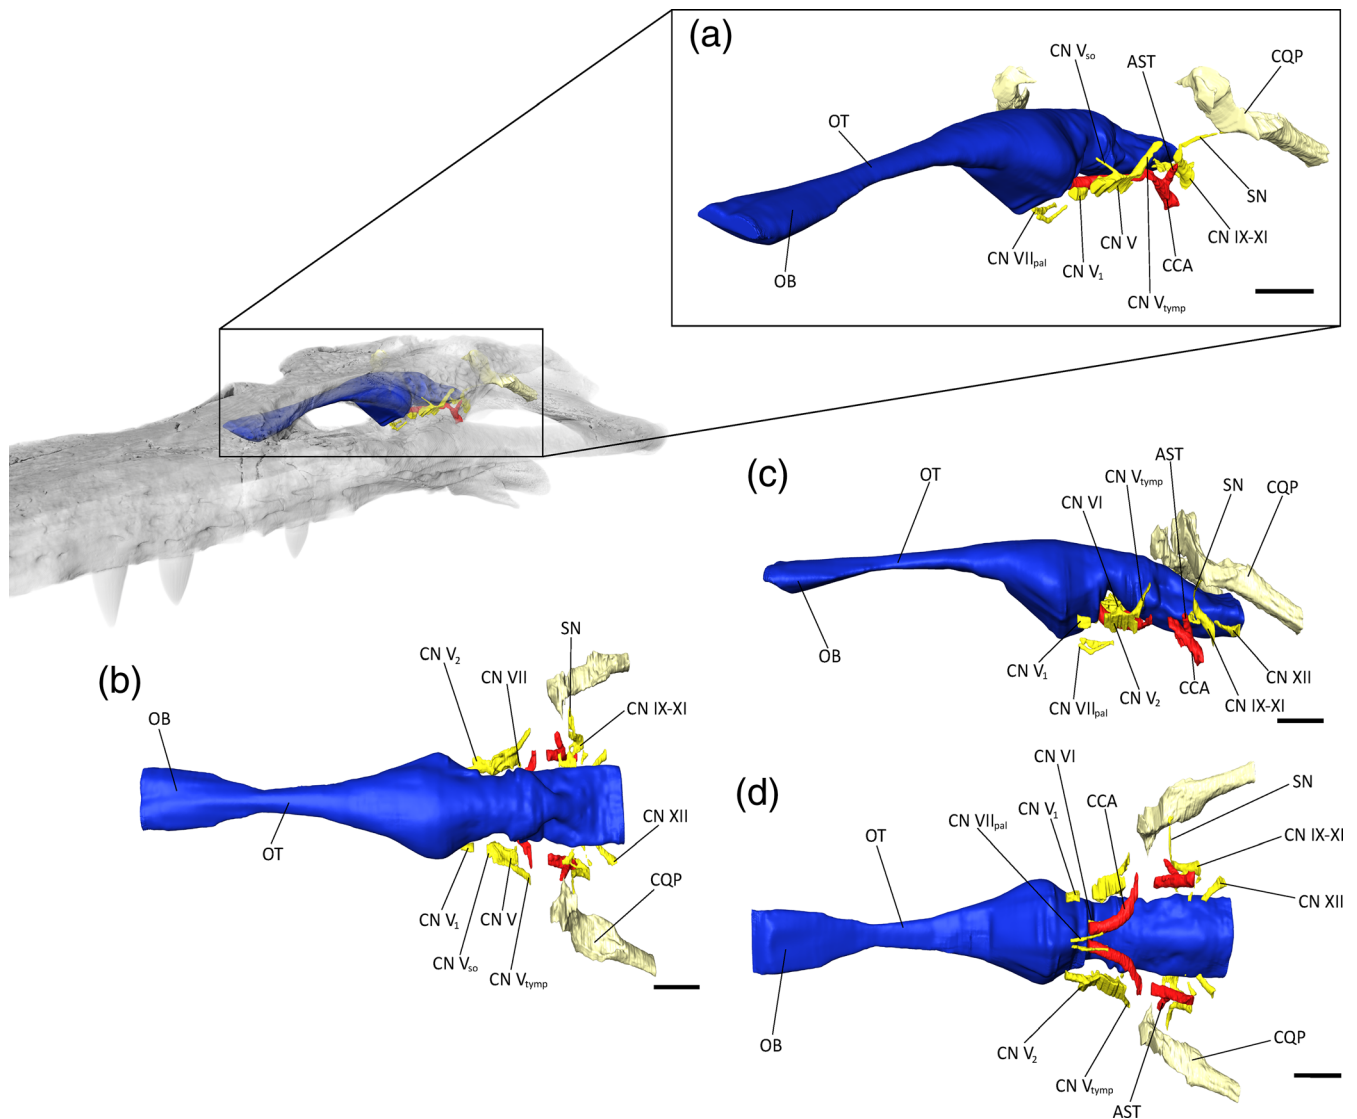 (a)
CN Vso
AST
CQP
OT
SN
CN IX-XI
CN V
CN VIIpal
CN V1
CCA
OB
CN Vtymp
(c)
AST
CN Vtymp
SN
OT
CQP
CN VI
OB
CN V1
CN XII
CN V2
CCA
CN IX-XI
CN VIIpal
(b)
SN
CN V2
CN VII
CN IX-XI
OB
CN XII
OT
CQP
CN V1
CN V
CN Vso
CN Vtymp
(d)
CN VI
CN V1
CCA
SN
CN VIIpal
CN IX-XI
OT
CN XII
OB
CN V2
CQP
CN Vtymp
AST